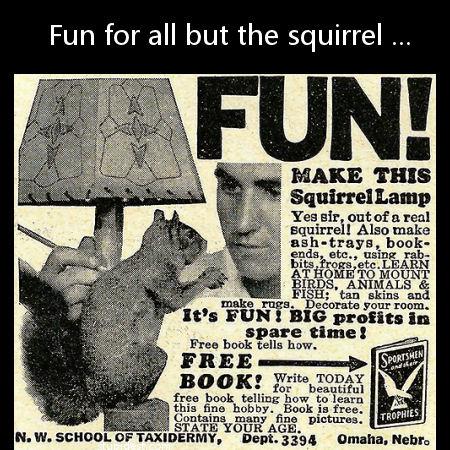 Fun for all but the squirrel ...
FUN!
MAKE THIS
Squirrel Lamp
Yes sir, out of a real
squirrel! Also make
ash-trays, book-
ends, etc., using rab-
bits, frogs, etc. LEARN
AT HOME TO MOUNT
BIRDS, ANIMALS &
FISH; tan skins and
make rugs. Decorate your room.
It's FUN! BIG profits in
spare time!
Free book tells how.
FREE
BOOK! Write TODAY
for beautiful
free book telling how to learn
this fine hobby. Book is free.
Contains many fine pictures.
STATE YOUR AGE.
SPORTSMEN
and their
TROPHIES
N. W. SCHOOL OF TAXIDERMY, Dept. 3394 Omaha, Nebr.